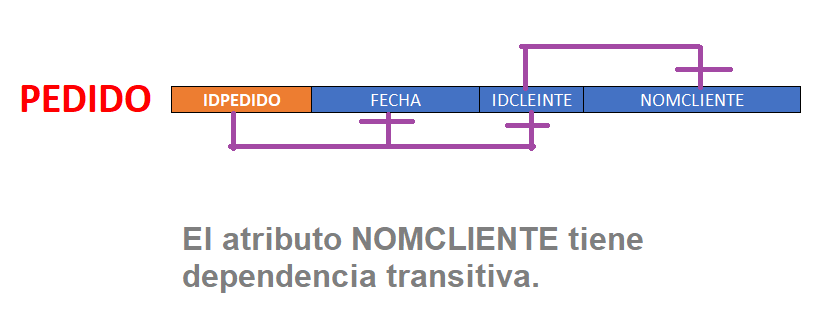 PEDIDO IDPEDIDO FECHA IDCLEINTE NOMCLIENTE
El atributo NOMCLIENTE tiene
dependencia transitiva.